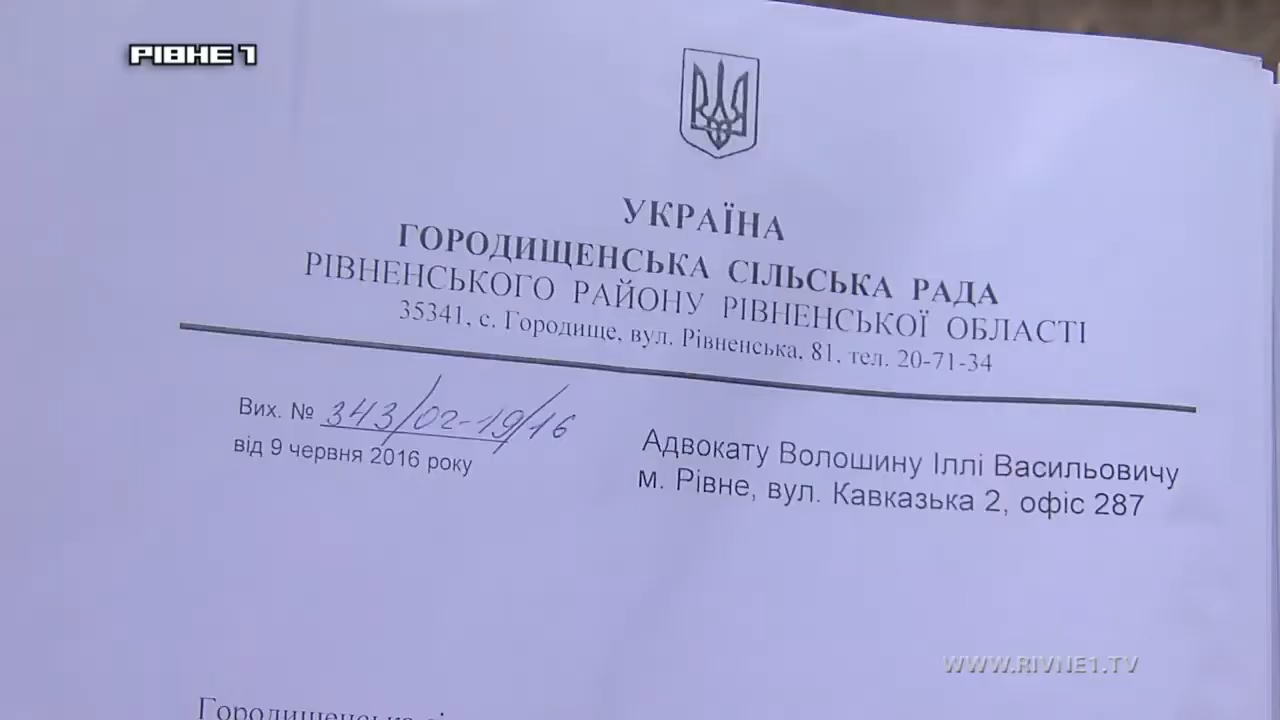 РІВНЕ 1
УКРАЇНА
ГОРОДИЩЕНСЬКА СІЛЬСЬКА РАДА
РІВНЕНСЬКОГО РАЙОНУ РІВНЕНСЬКОЇ ОБЛАСТІ
35341, с. Городище, вул. Рівненська, 81, тел. 20-71-34
Вих. № 343/02-19/16
від 9 червня 2016 року
Адвокату Волошину Іллі Васильовичу
м. Рівне, вул. Кавказька 2, офіс 287
WWW.RIVNE1.TV
Городищенська